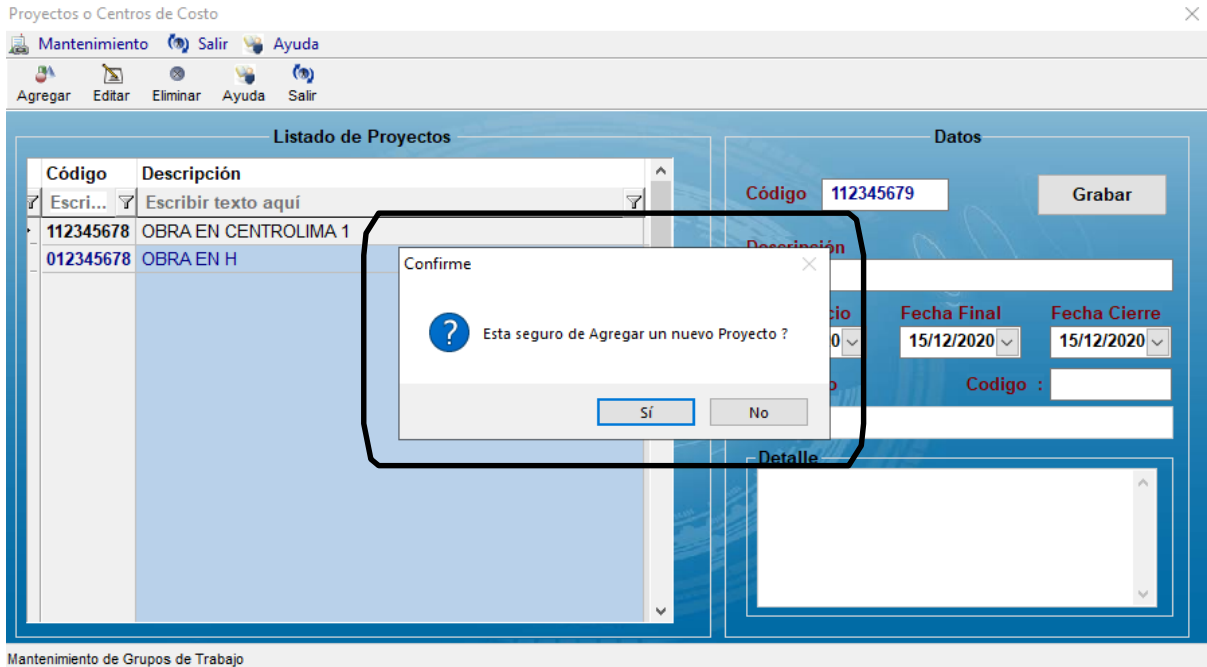 Proyectos o Centros de Costo
Mantenimiento Salir Ayuda
Agregar Editar Eliminar Ayuda Salir
Listado de Proyectos
Código Descripción
Escri... Escribir texto aquí
112345678 OBRA EN CENTROLIMA 1
012345678 OBRA EN H
Datos
Código 112345679 Grabar
Fecha Final Fecha Cierre
15/12/2020 15/12/2020
Codigo :
Detalle
Confirme
Esta seguro de Agregar un nuevo Proyecto ?
Sí No
Mantenimiento de Grupos de Trabajo